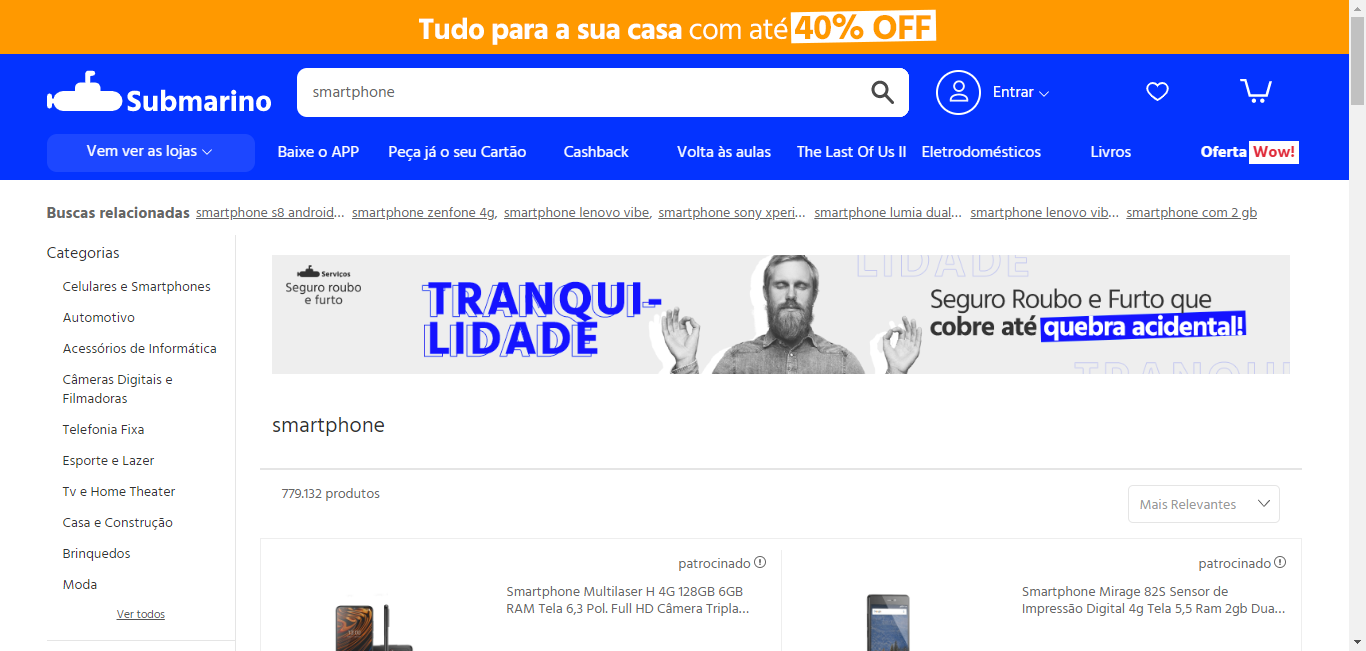 Tudo para a sua casa com até 40% OFF
Submarino
smartphone
Entrar
Vem ver as lojas
Baixe o APP
Peça já o seu Cartão
Cashback
Volta às aulas
The Last Of Us II
Eletrodomésticos
Livros
Oferta Wow!
Buscas relacionadas smartphone s8 android... smartphone zenfone 4g, smartphone lenovo vibe, smartphone sony xperi... smartphone lumia dual... smartphone lenovo vib... smartphone com 2 gb
Categorias
Celulares e Smartphones
Automotivo
Acessórios de Informática
Câmeras Digitais e
Filmadoras
Telefonia Fixa
Esporte e Lazer
Tv e Home Theater
Casa e Construção
Brinquedos
Moda
Ver todos
Serviços
Seguro roubo
e furto
TRANQUI-
LIDADE
LIDADE
Seguro Roubo e Furto que
cobre até quebra acidental!
TRANQUI
smartphone
779.132 produtos
Mais Relevantes
patrocinado
Smartphone Multilaser H 4G 128GB 6GB
RAM Tela 6,3 Pol. Full HD Câmera Tripla...
patrocinado
Smartphone Mirage 82S Sensor de
Impressão Digital 4g Tela 5,5 Ram 2gb Dua...